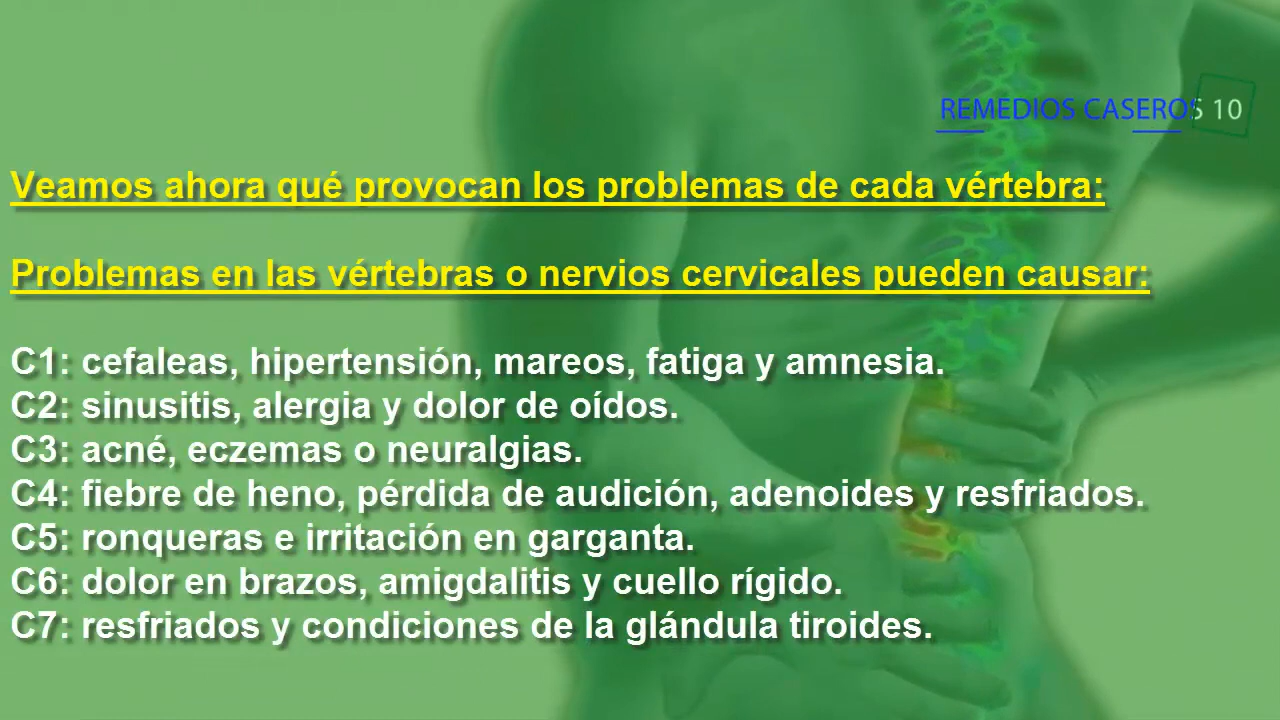 REMEDIOS CASEROS 10
Veamos ahora qué provocan los problemas de cada vértebra:
Problemas en las vértebras o nervios cervicales pueden causar:
C1: cefaleas, hipertensión, mareos, fatiga y amnesia.
C2: sinusitis, alergia y dolor de oídos.
C3: acné, eczemas o neuralgias.
C4: fiebre de heno, pérdida de audición, adenoides y resfriados.
C5: ronqueras e irritación en garganta.
C6: dolor en brazos, amigdalitis y cuello rígido.
C7: resfriados y condiciones de la glándula tiroides.